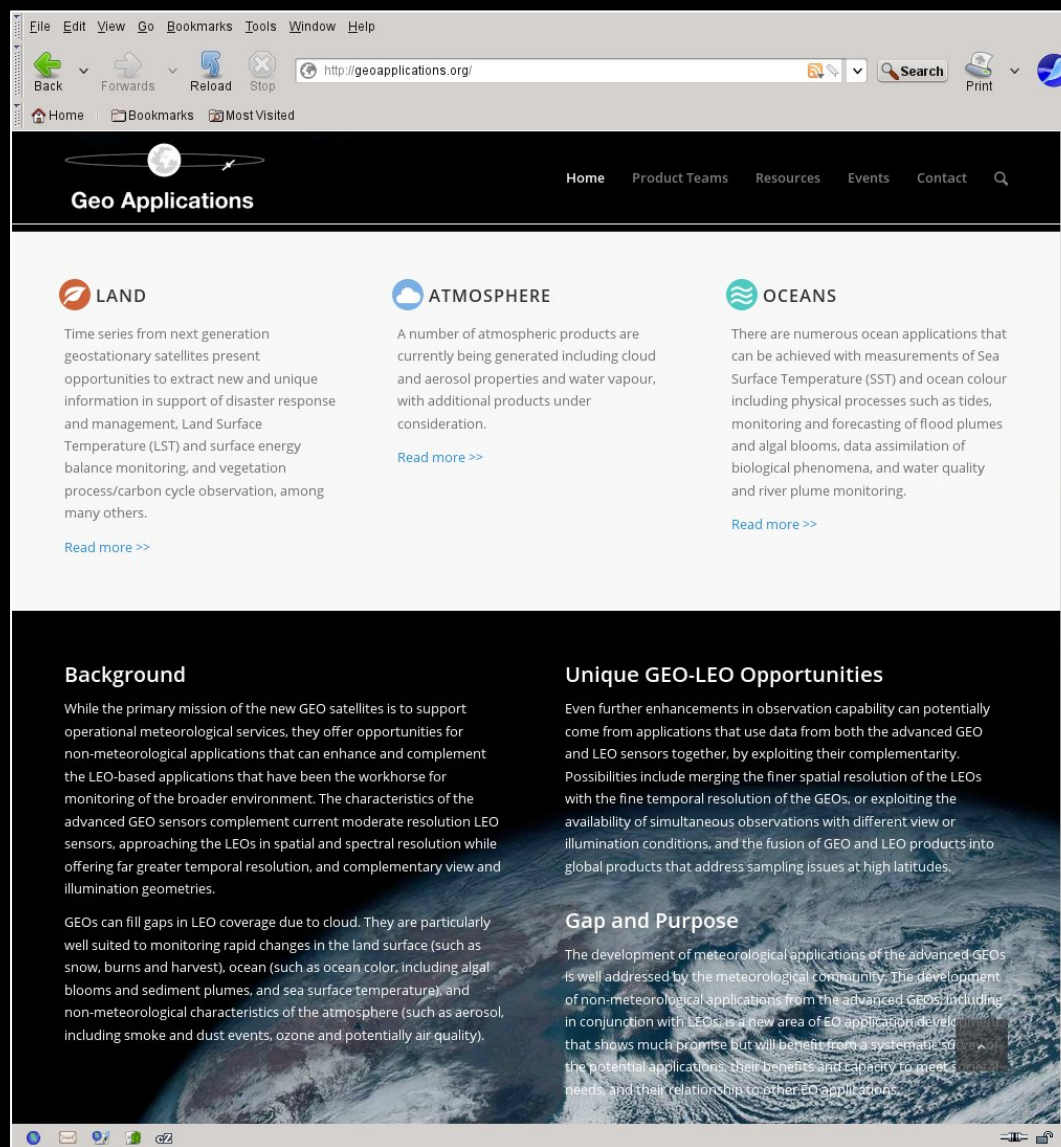 File Edit View Go Bookmarks Tools Window Help
Back Forwards Reload Stop http://geoapplications.org/ Search Print
Home Bookmarks Most Visited
Geo Applications
Home Product Teams Resources Events Contact
LAND
Time series from next generation
geostationary satellites present
opportunities to extract new and unique
information in support of disaster response
and management, Land Surface
Temperature (LST) and surface energy
balance monitoring, and vegetation
process/carbon cycle observation, among
many others.
Read more >>
ATMOSPHERE
A number of atmospheric products are
currently being generated including cloud
and aerosol properties and water vapour,
with additional products under
consideration.
Read more >>
OCEANS
There are numerous ocean applications that
can be achieved with measurements of Sea
Surface Temperature (SST) and ocean colour
including physical processes such as tides,
monitoring and forecasting of flood plumes
and algal blooms, data assimilation of
biological phenomena, and water quality
and river plume monitoring.
Read more >>
Background
While the primary mission of the new GEO satellites is to support
operational meteorological services, they offer opportunities for
non-meteorological applications that can enhance and complement
the LEO-based applications that have been the workhorse for
monitoring of the broader environment. The characteristics of the
advanced GEO sensors complement current moderate resolution LEO
sensors, approaching the LEOs in spatial and spectral resolution while
offering far greater temporal resolution, and complementary view and
illumination geometries.
GEOs can fill gaps in LEO coverage due to cloud. They are particularly
well suited to monitoring rapid changes in the land surface (such as
snow, burns and harvest), ocean (such as ocean color, including algal
blooms and sediment plumes, and sea surface temperature), and
non-meteorological characteristics of the atmosphere (such as aerosol,
including smoke and dust events, ozone and potentially air quality).
Unique GEO-LEO Opportunities
Even further enhancements in observation capability can potentially
come from applications that use data from both the advanced GEO
and LEO sensors together, by exploiting their complementarity.
Possibilities include merging the finer spatial resolution of the LEOs
with the fine temporal resolution of the GEOs, or exploiting the
availability of simultaneous observations with different view or
illumination conditions, and the fusion of GEO and LEO products into
global products that address sampling issues at high latitudes.
Gap and Purpose
The development of meteorological applications of the advanced GEOs
is well addressed by the meteorological community. The development
of non-meteorological applications from the advanced GEOs, including
in conjunction with LEOs, is a new area of EO application development
that shows much promise but will benefit from a systematic survey of
the potential applications, their benefits and capacity to meet societal
needs, and their relationship to other EO applications.